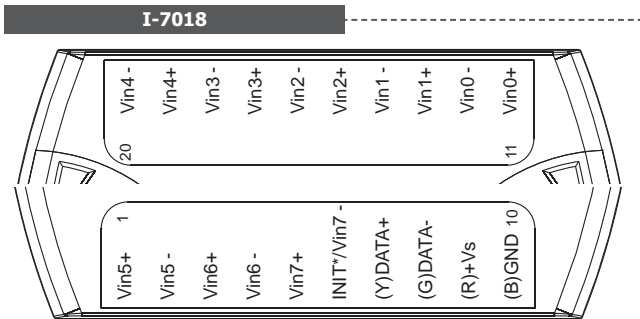 I-7018
Vin4 -
Vin4+
Vin3 -
Vin3+
Vin2 -
Vin2+
Vin1 -
Vin1+
Vin0 -
Vin0+
20
11
1
10
Vin5+
Vin5 -
Vin6+
Vin6 -
Vin7+
INIT*/Vin7 -
(Y)DATA+
(G)DATA-
(R)+Vs
(B)GND